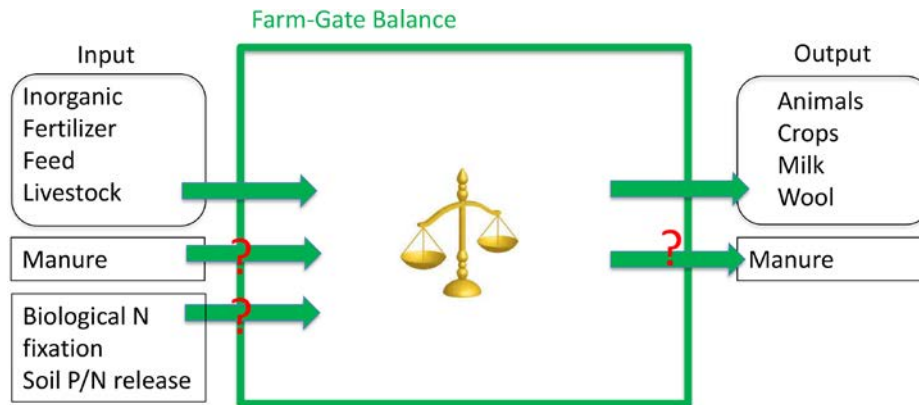 Farm-Gate Balance
Input
Inorganic
Fertilizer
Feed
Livestock
Manure
?
Biological N
fixation
Soil P/N release
?
Output
Animals
Crops
Milk
Wool
?
Manure